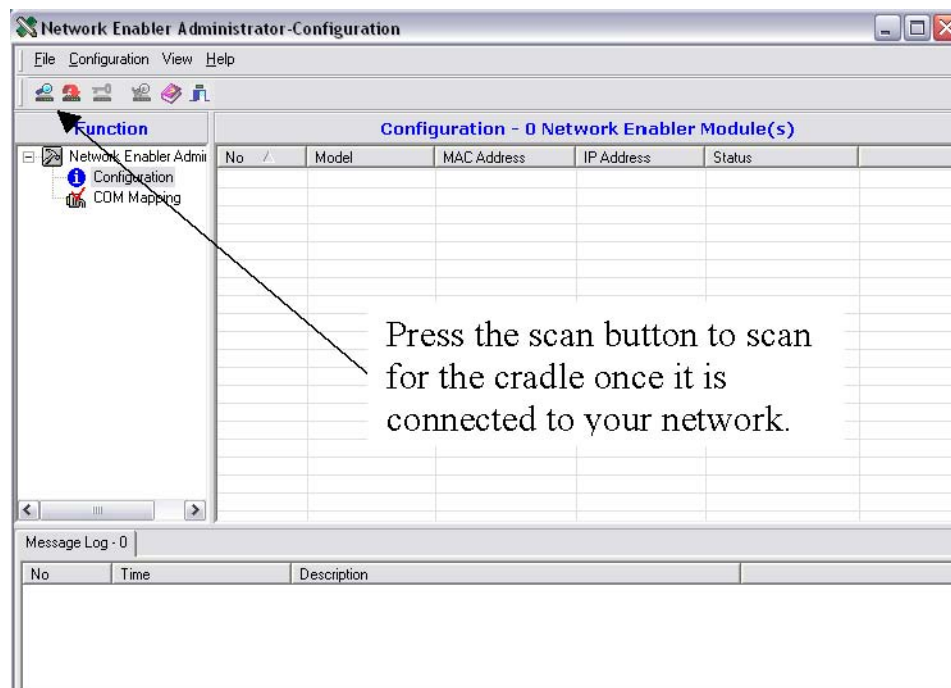 Network Enabler Administrator-Configuration
File Configuration View Help
Function
Configuration - 0 Network Enabler Module(s)
Network Enabler Admi
Configuration
COM Mapping
No Model MAC Address IP Address Status
Press the scan button to scan
for the cradle once it is
connected to your network.
Message Log - 0
No Time Description